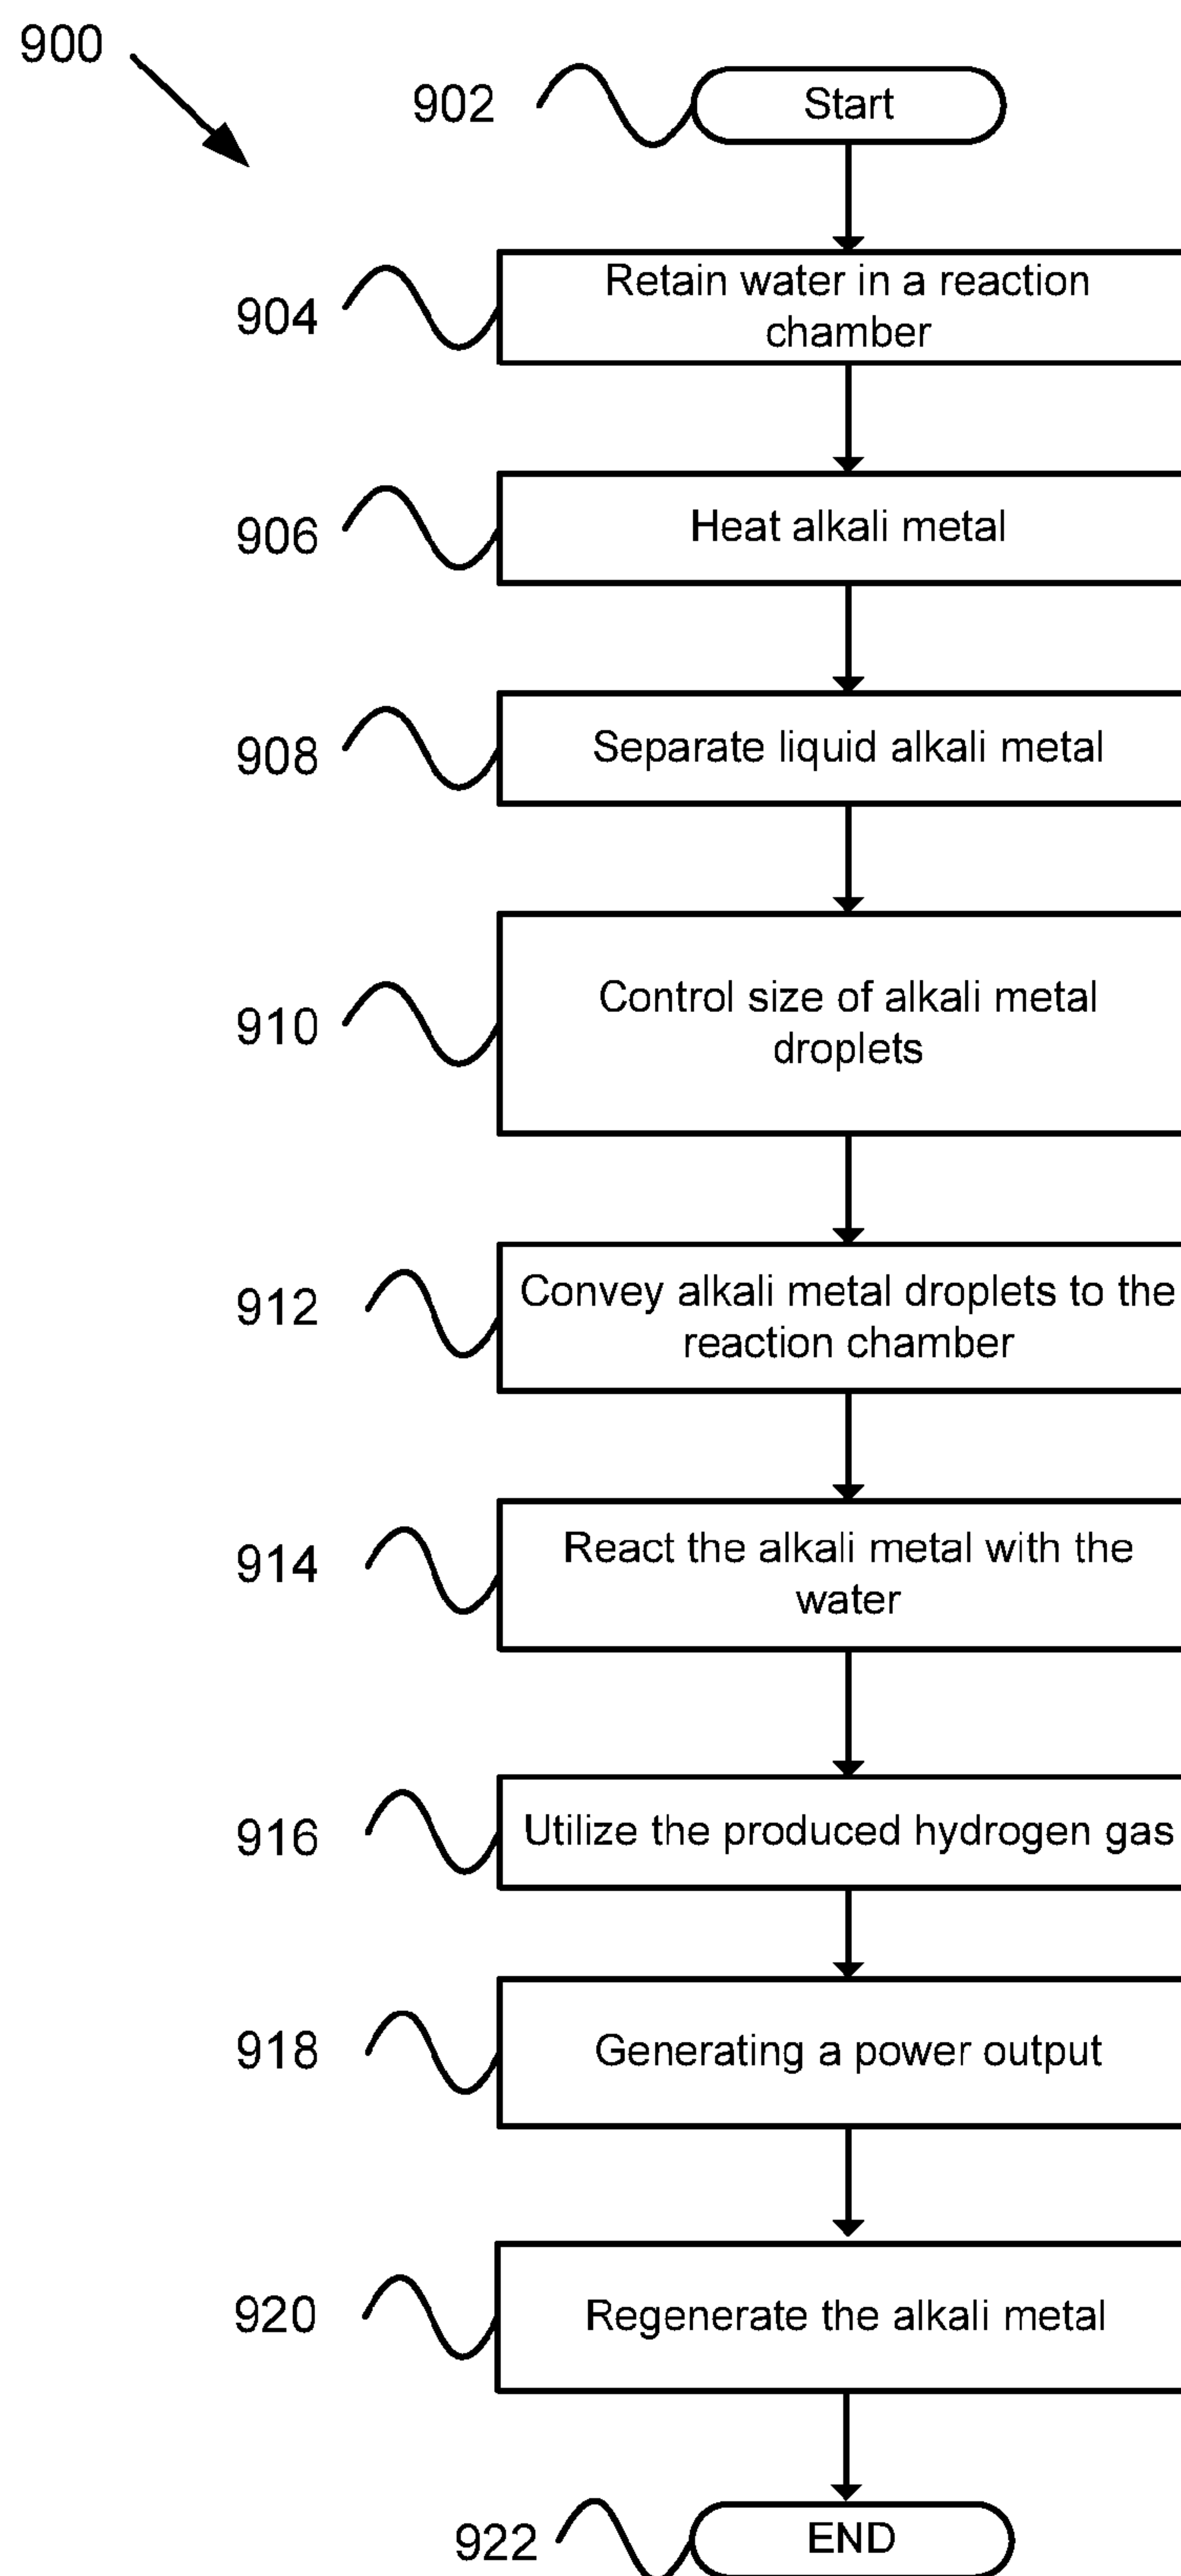 900
902
Start
904
Retain water in a reaction
chamber
906
Heat alkali metal
908
Separate liquid alkali metal
910
Control size of alkali metal
droplets
912
Convey alkali metal droplets to the
reaction chamber
914
React the alkali metal with the
water
916
Utilize the produced hydrogen gas
918
Generating a power output
920
Regenerate the alkali metal
922
END